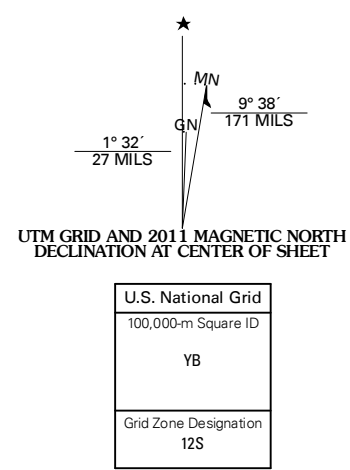 ★
MN
GN
9° 38´
171 MILS
1° 32´
27 MILS
UTM GRID AND 2011 MAGNETIC NORTH
DECLINATION AT CENTER OF SHEET
U.S. National Grid
100,000-m Square ID
YB
Grid Zone Designation
12S